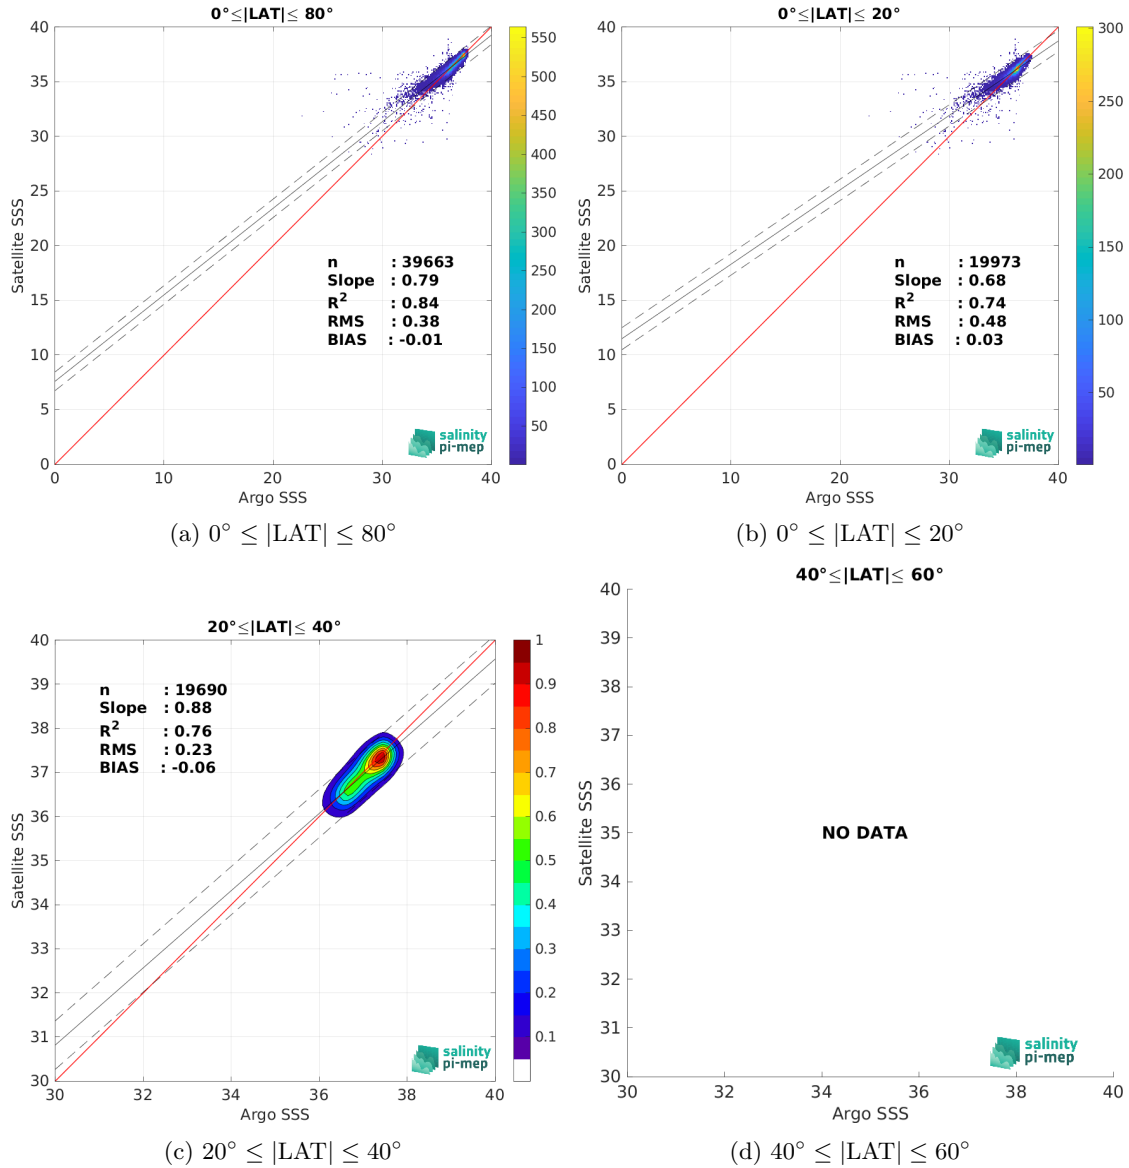 0°≤|LAT|≤ 80°
40
35
30
25
20
15
10
5
0
Satellite SSS
n : 39663
Slope : 0.79
R² : 0.84
RMS : 0.38
BIAS : -0.01
salinity
pi-mep
0 10 20 30 40
Argo SSS
550
500
450
400
350
300
250
200
150
100
50
(a) 0° ≤ |LAT| ≤ 80°
0°≤|LAT|≤ 20°
40
35
30
25
20
15
10
5
0
Satellite SSS
n : 19973
Slope : 0.68
R² : 0.74
RMS : 0.48
BIAS : 0.03
salinity
pi-mep
0 10 20 30 40
Argo SSS
300
250
200
150
100
50
(b) 0° ≤ |LAT| ≤ 20°
20°≤|LAT|≤ 40°
40
39
38
37
36
35
34
33
32
31
30
Satellite SSS
n : 19690
Slope : 0.88
R² : 0.76
RMS : 0.23
BIAS : -0.06
salinity
pi-mep
30 32 34 36 38 40
Argo SSS
1
0.9
0.8
0.7
0.6
0.5
0.4
0.3
0.2
0.1
(c) 20° ≤ |LAT| ≤ 40°
40°≤|LAT|≤ 60°
40
39
38
37
36
35
34
33
32
31
30
Satellite SSS
NO DATA
salinity
pi-mep
30 32 34 36 38 40
Argo SSS
(d) 40° ≤ |LAT| ≤ 60°